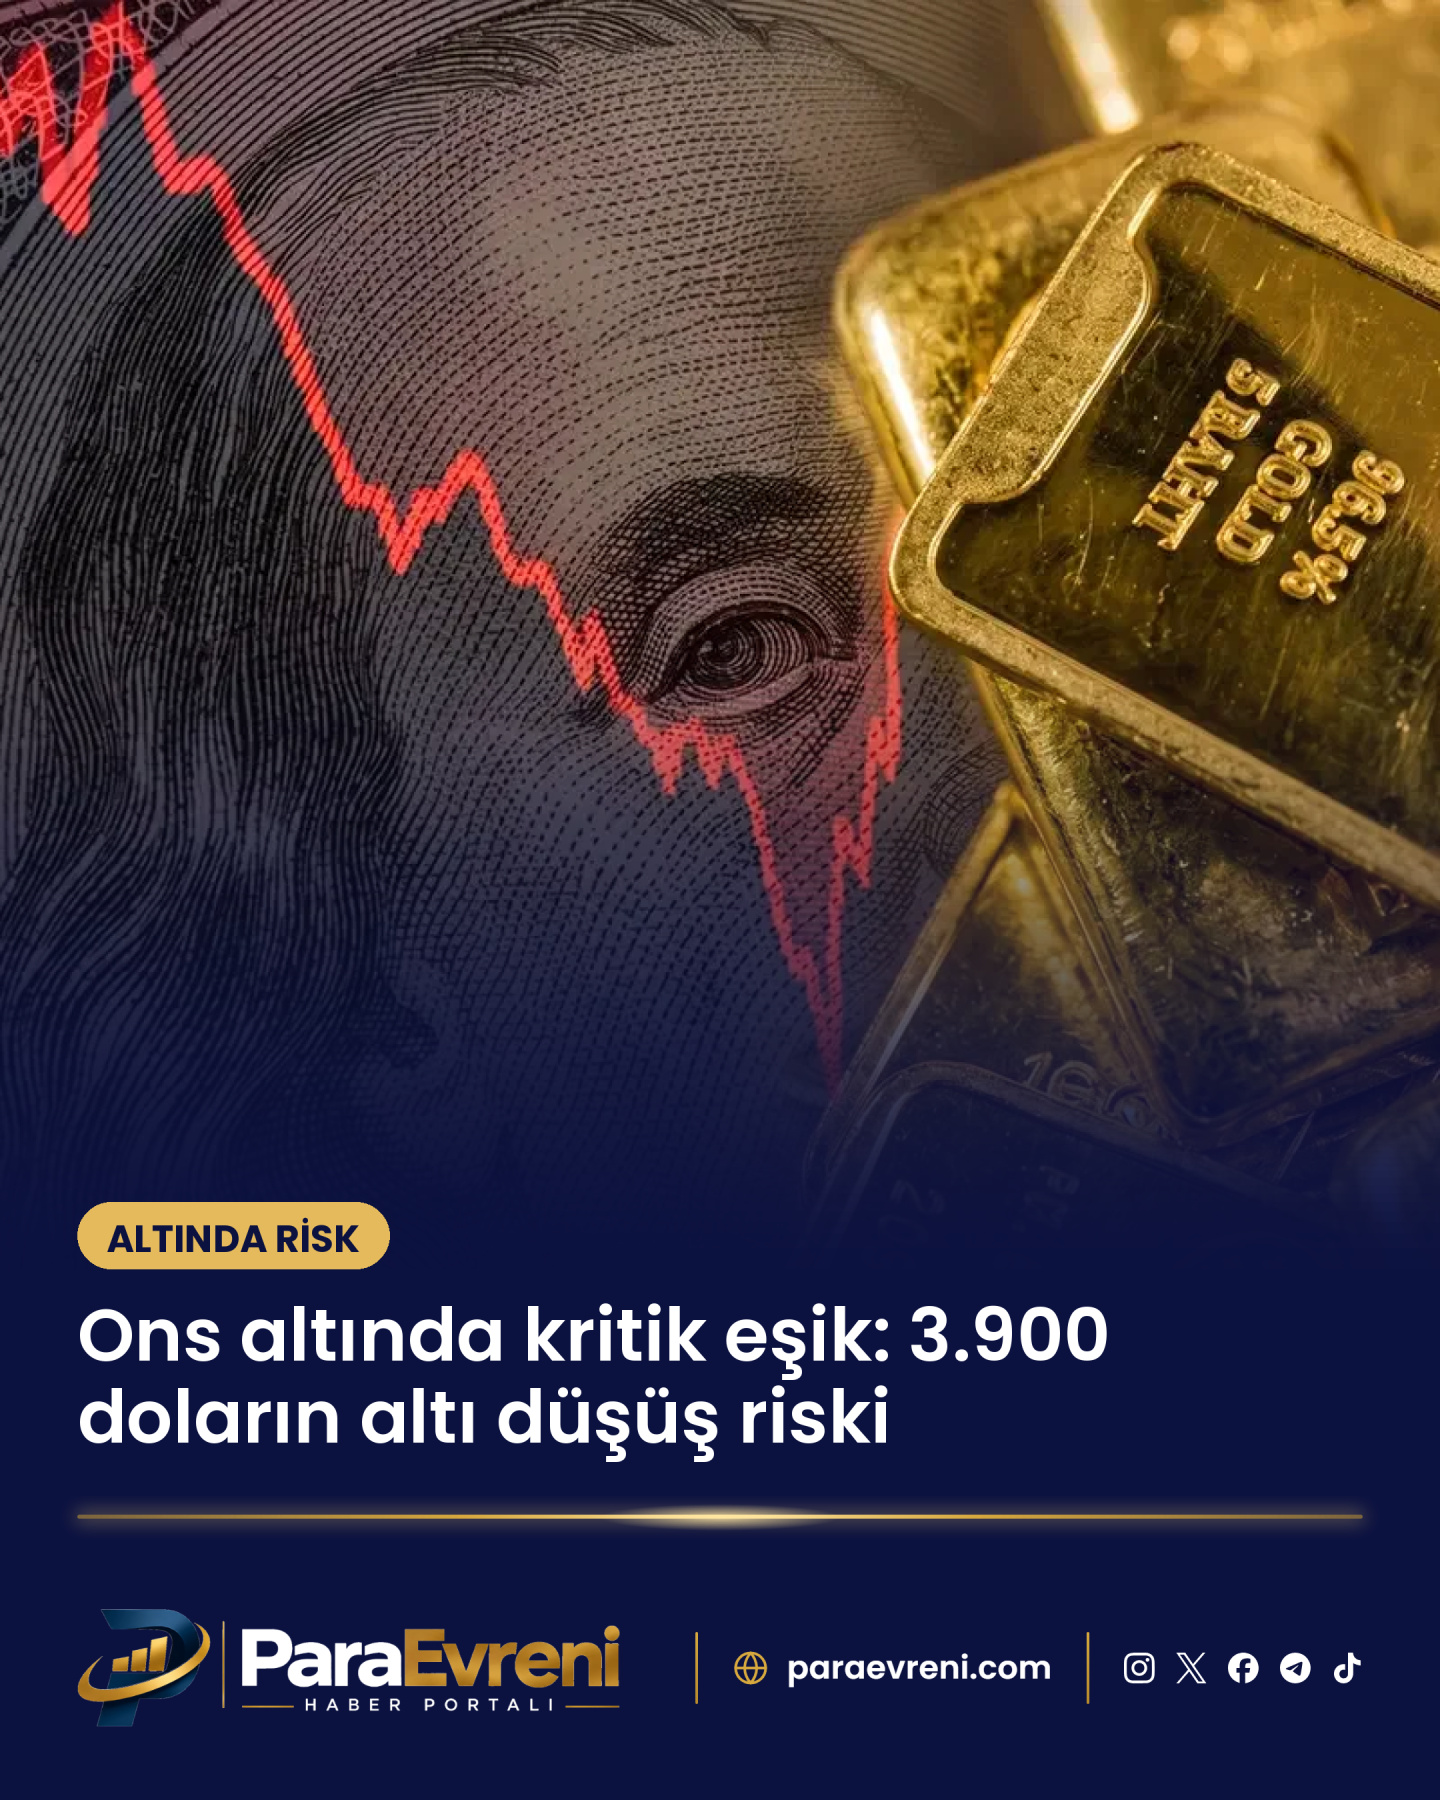 5 BAHT
GOLD
96.5%
ALTINDA RİSK
Ons altında kritik eşik: 3.900
doların altı düşüş riski
ParaEvreni
HABER PORTALI
paraevreni.com